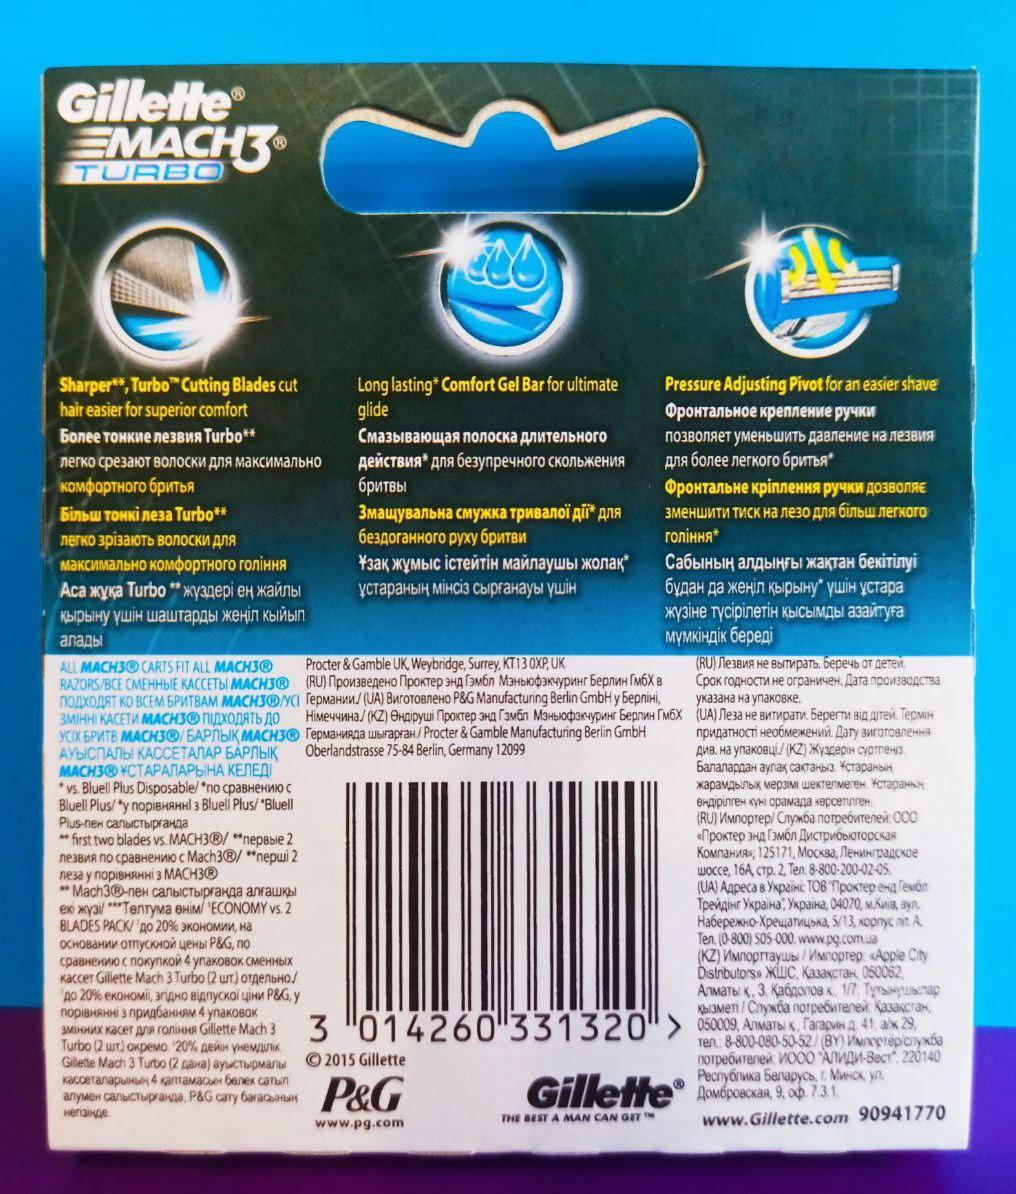 Gillette®
MACH3®
TURBO
Sharper**, Turbo™ Cutting Blades cut
hair easier for superior comfort
Более тонкие лезвия Turbo**
легко срезают волоски для максимально
комфортного бритья
Більш тонкі леза Turbo**
легко зрізають волоски для
максимально комфортного гоління
Аса жұқа Turbo ** жүздері ең жайлы
қырыну үшін шаштарды жеңіл қыйып
алады
Long lasting* Comfort Gel Bar for ultimate
glide
Смазывающая полоска длительного
действия* для безупречного скольжения
бритвы
Змащувальна смужка тривалої дії* для
бездоганного руху бритви
Ұзақ жұмыс істейтін майлаушы жолақ*
ұстараның мінсіз сырғанауы үшін
Pressure Adjusting Pivot for an easier shave
Фронтальное крепление ручки
позволяет уменьшить давление на лезвия
для более легкого бритья*
Фронтальне кріплення ручки дозволяє
зменшити тиск на лезо для більш легкого
гоління*
Сабының алдыңғы жақтан бекітілуі
бұдан да жеңіл қырыну* үшін ұстара
жүзіне түсірілетін қысымды азайтуға
мүмкіндік береді
ALL MACH3® CARTS FIT ALL MACH3®
RAZORS/ВСЕ СМЕННЫЕ КАССЕТЫ MACH3®
ПОДХОДЯТ КО ВСЕМ БРИТВАМ MACH3®/УСІ
ЗМІННІ КАСЕТИ MACH3® ПІДХОДЯТЬ ДО
УСІХ БРИТВ MACH3®/ БАРЛЫҚ MACH3®
АУЫСПАЛЫ КАССЕТАЛАР БАРЛЫҚ
MACH3® ҰСТАРАЛАРЫНА КЕЛЕДІ
* vs. BlueII Plus Disposable/ *по сравнению с
BlueII Plus/ *у порівнянні з BlueII Plus/ *BlueII
Plus-пен салыстырғанда
** first two blades vs. MACH3®/ **первые 2
лезвия по сравнению с Mach3®/ **перші 2
леза у порівнянні з MACH3®
** Mach3®-пен салыстырғанда алғашқы
екі жүзі/ ***Төлтума өнім/ ¹ECONOMY vs. 2
BLADES PACK/ ¹до 20% экономии, на
основании отпускной цены P&G, по
сравнению с покупкой 4 упаковок сменных
кассет Gillette Mach 3 Turbo (2 шт.) отдельно./
¹до 20% економії, згідно відпускої ціни P&G, у
порівнянні з придбанням 4 упаковок
змінних касет для гоління Gillette Mach 3
Turbo (2 шт.) окремо. ¹20% дейін үнемділік
Gillette Mach 3 Turbo (2 дана) ауыстырмалы
кассеталарының 4 қаптамасын бөлек сатып
алумен салыстырғанда, P&G сату бағасының
негізінде.
Procter & Gamble UK, Weybridge, Surrey, KT13 0XP, UK
(RU) Произведено Проктер энд Гэмбл Мэньюфэкчуринг Берлин ГмбХ в
Германии./ (UA) Виготовлено P&G Manufacturing Berlin GmbH у Берліні,
Німеччина./ (KZ) Өндіруші Проктер энд Гэмбл Мэньюфэкчуринг Берлин ГмбХ
Германияда шығарған./ Procter & Gamble Manufacturing Berlin GmbH
Oberlandstrasse 75-84 Berlin, Germany 12099
3 014260 331320 >
© 2015 Gillette
P&G
www.pg.com
Gillette®
THE BEST A MAN CAN GET™
(RU) Лезвия не вытирать. Беречь от детей.
Срок годности не ограничен. Дата производства
указана на упаковке.
(UA) Леза не витирати. Берегти від дітей. Термін
придатності необмежений. Дату виготовлення
див. на упаковці./ (KZ) Жүздерін сүртпеңіз.
Балалардан аулақ сақтаңыз. Ұстараның
жарамдылық мерзімі шектелмеген. Ұстараның
өндірілген күні орамада көрсетілген.
(RU) Импортер/ Служба потребителей: ООО
«Проктер энд Гэмбл Дистрибьюторская
Компания»; 125171, Москва, Ленинградское
шоссе, 16А, стр. 2, Тел. 8-800-200-02-05.
(UA) Адреса в Україні: ТОВ "Проктер енд Гембл
Трейдінг Україна", Україна, 04070, м.Київ, вул.
Набережно-Хрещатицька, 5/13, корпус літ. А.
Тел. (0-800) 505-000. www.pg.com.ua
(KZ) Импорттаушы / Импортер: «Apple City
Distributors» ЖШС, Қазақстан, 050062,
Алматы қ., З. Қабдолов к., 1/7. Тұтынушылар
қызметі / Служба потребителей: Қазақстан,
050009, Алматы қ., Гагарин д. 41. а/ж 29,
тел.: 8-800-080-50-52 / (BY) Импортер/служба
потребителей: ИООО "АЛИДИ-Вест", 220140
Республика Беларусь, г. Минск, ул.
Домбровская, 9, оф. 7.3.1.
www.Gillette.com 90941770